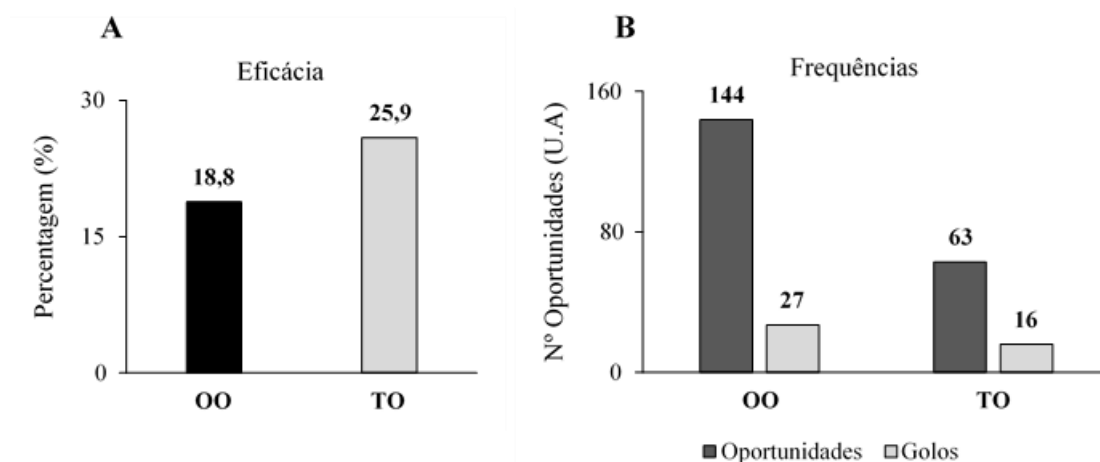 A
Eficácia
Percentagem (%)
30
15
0
18,8
25,9
OO
TO
B
Frequências
Nº Oportunidades (U.A)
160
80
0
144
27
63
16
OO
TO
Oportunidades
Golos